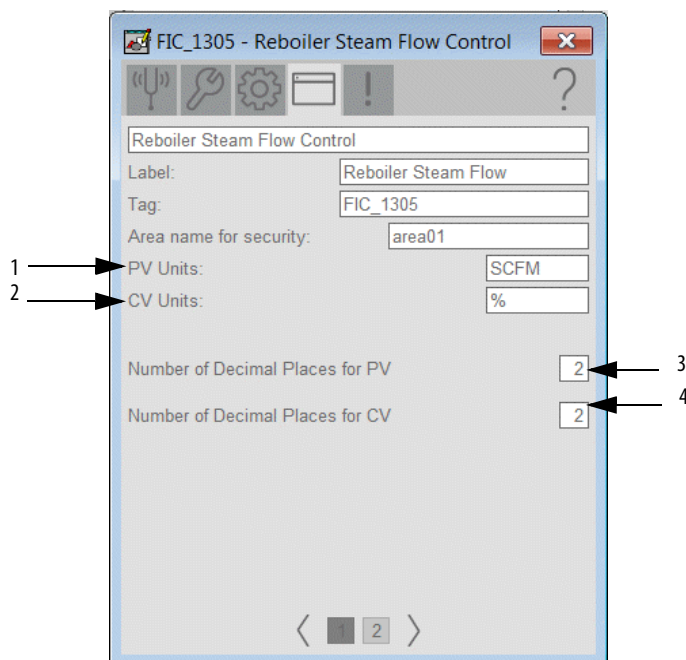 FIC_1305 - Reboiler Steam Flow Control
Reboiler Steam Flow Control
Label: Reboiler Steam Flow
Tag: FIC_1305
Area name for security: area01
1 PV Units: SCFM
2 CV Units: %
Number of Decimal Places for PV 2 3
Number of Decimal Places for CV 2 4
1 2